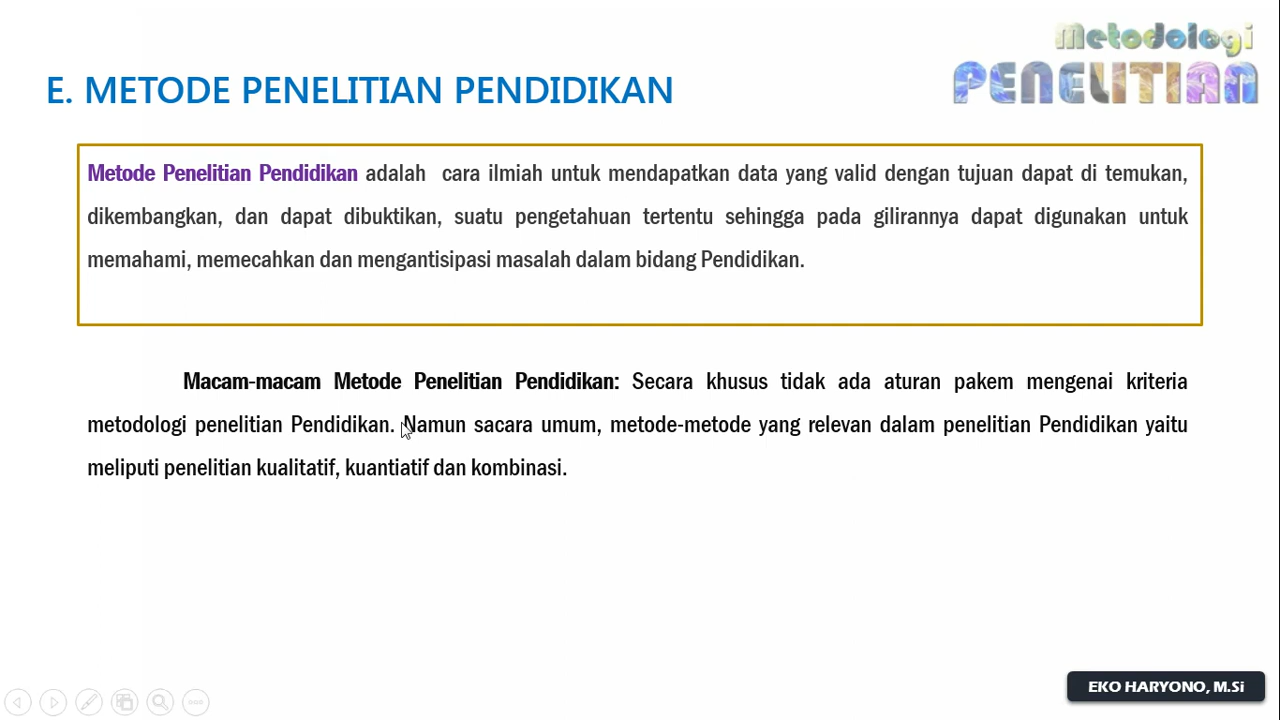 Metodologi
PENELITIAN
E. METODE PENELITIAN PENDIDIKAN
Metode Penelitian Pendidikan adalah cara ilmiah untuk mendapatkan data yang valid dengan tujuan dapat di temukan,
dikembangkan, dan dapat dibuktikan, suatu pengetahuan tertentu sehingga pada gilirannya dapat digunakan untuk
memahami, memecahkan dan mengantisipasi masalah dalam bidang Pendidikan.
Macam-macam Metode Penelitian Pendidikan: Secara khusus tidak ada aturan pakem mengenai kriteria
metodologi penelitian Pendidikan. Namun sacara umum, metode-metode yang relevan dalam penelitian Pendidikan yaitu
meliputi penelitian kualitatif, kuantiatif dan kombinasi.
EKO HARYONO, M.Si